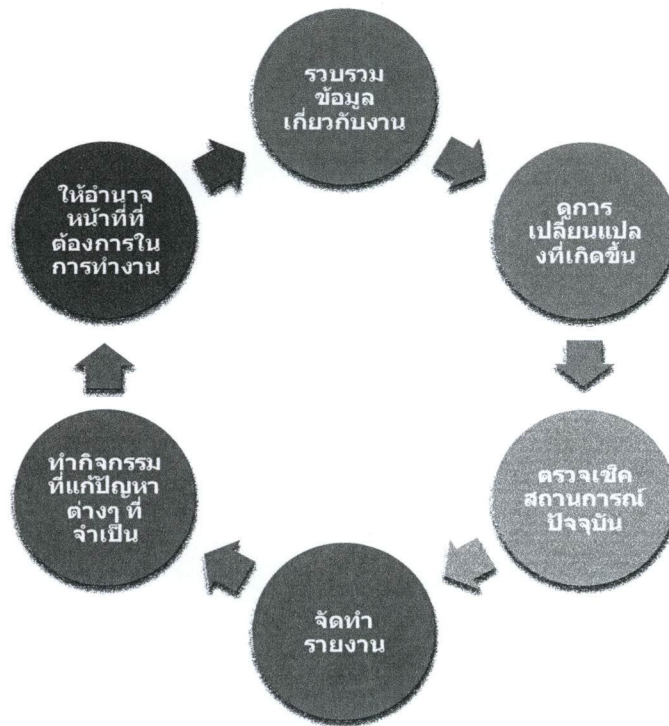 รวบรวม
ข้อมูล
เกี่ยวกับงาน
ดูการ
เปลี่ยนแปล
งที่เกิดขึ้น
ตรวจเช็ค
สถานการณ์
ปัจจุบัน
จัดทำ
รายงาน
ทำกิจกรรม
ที่แก้ปัญหา
ต่างๆ ที่
จำเป็น
ให้อำนาจ
หน้าที่ที่
ต้องการใน
การทำงาน